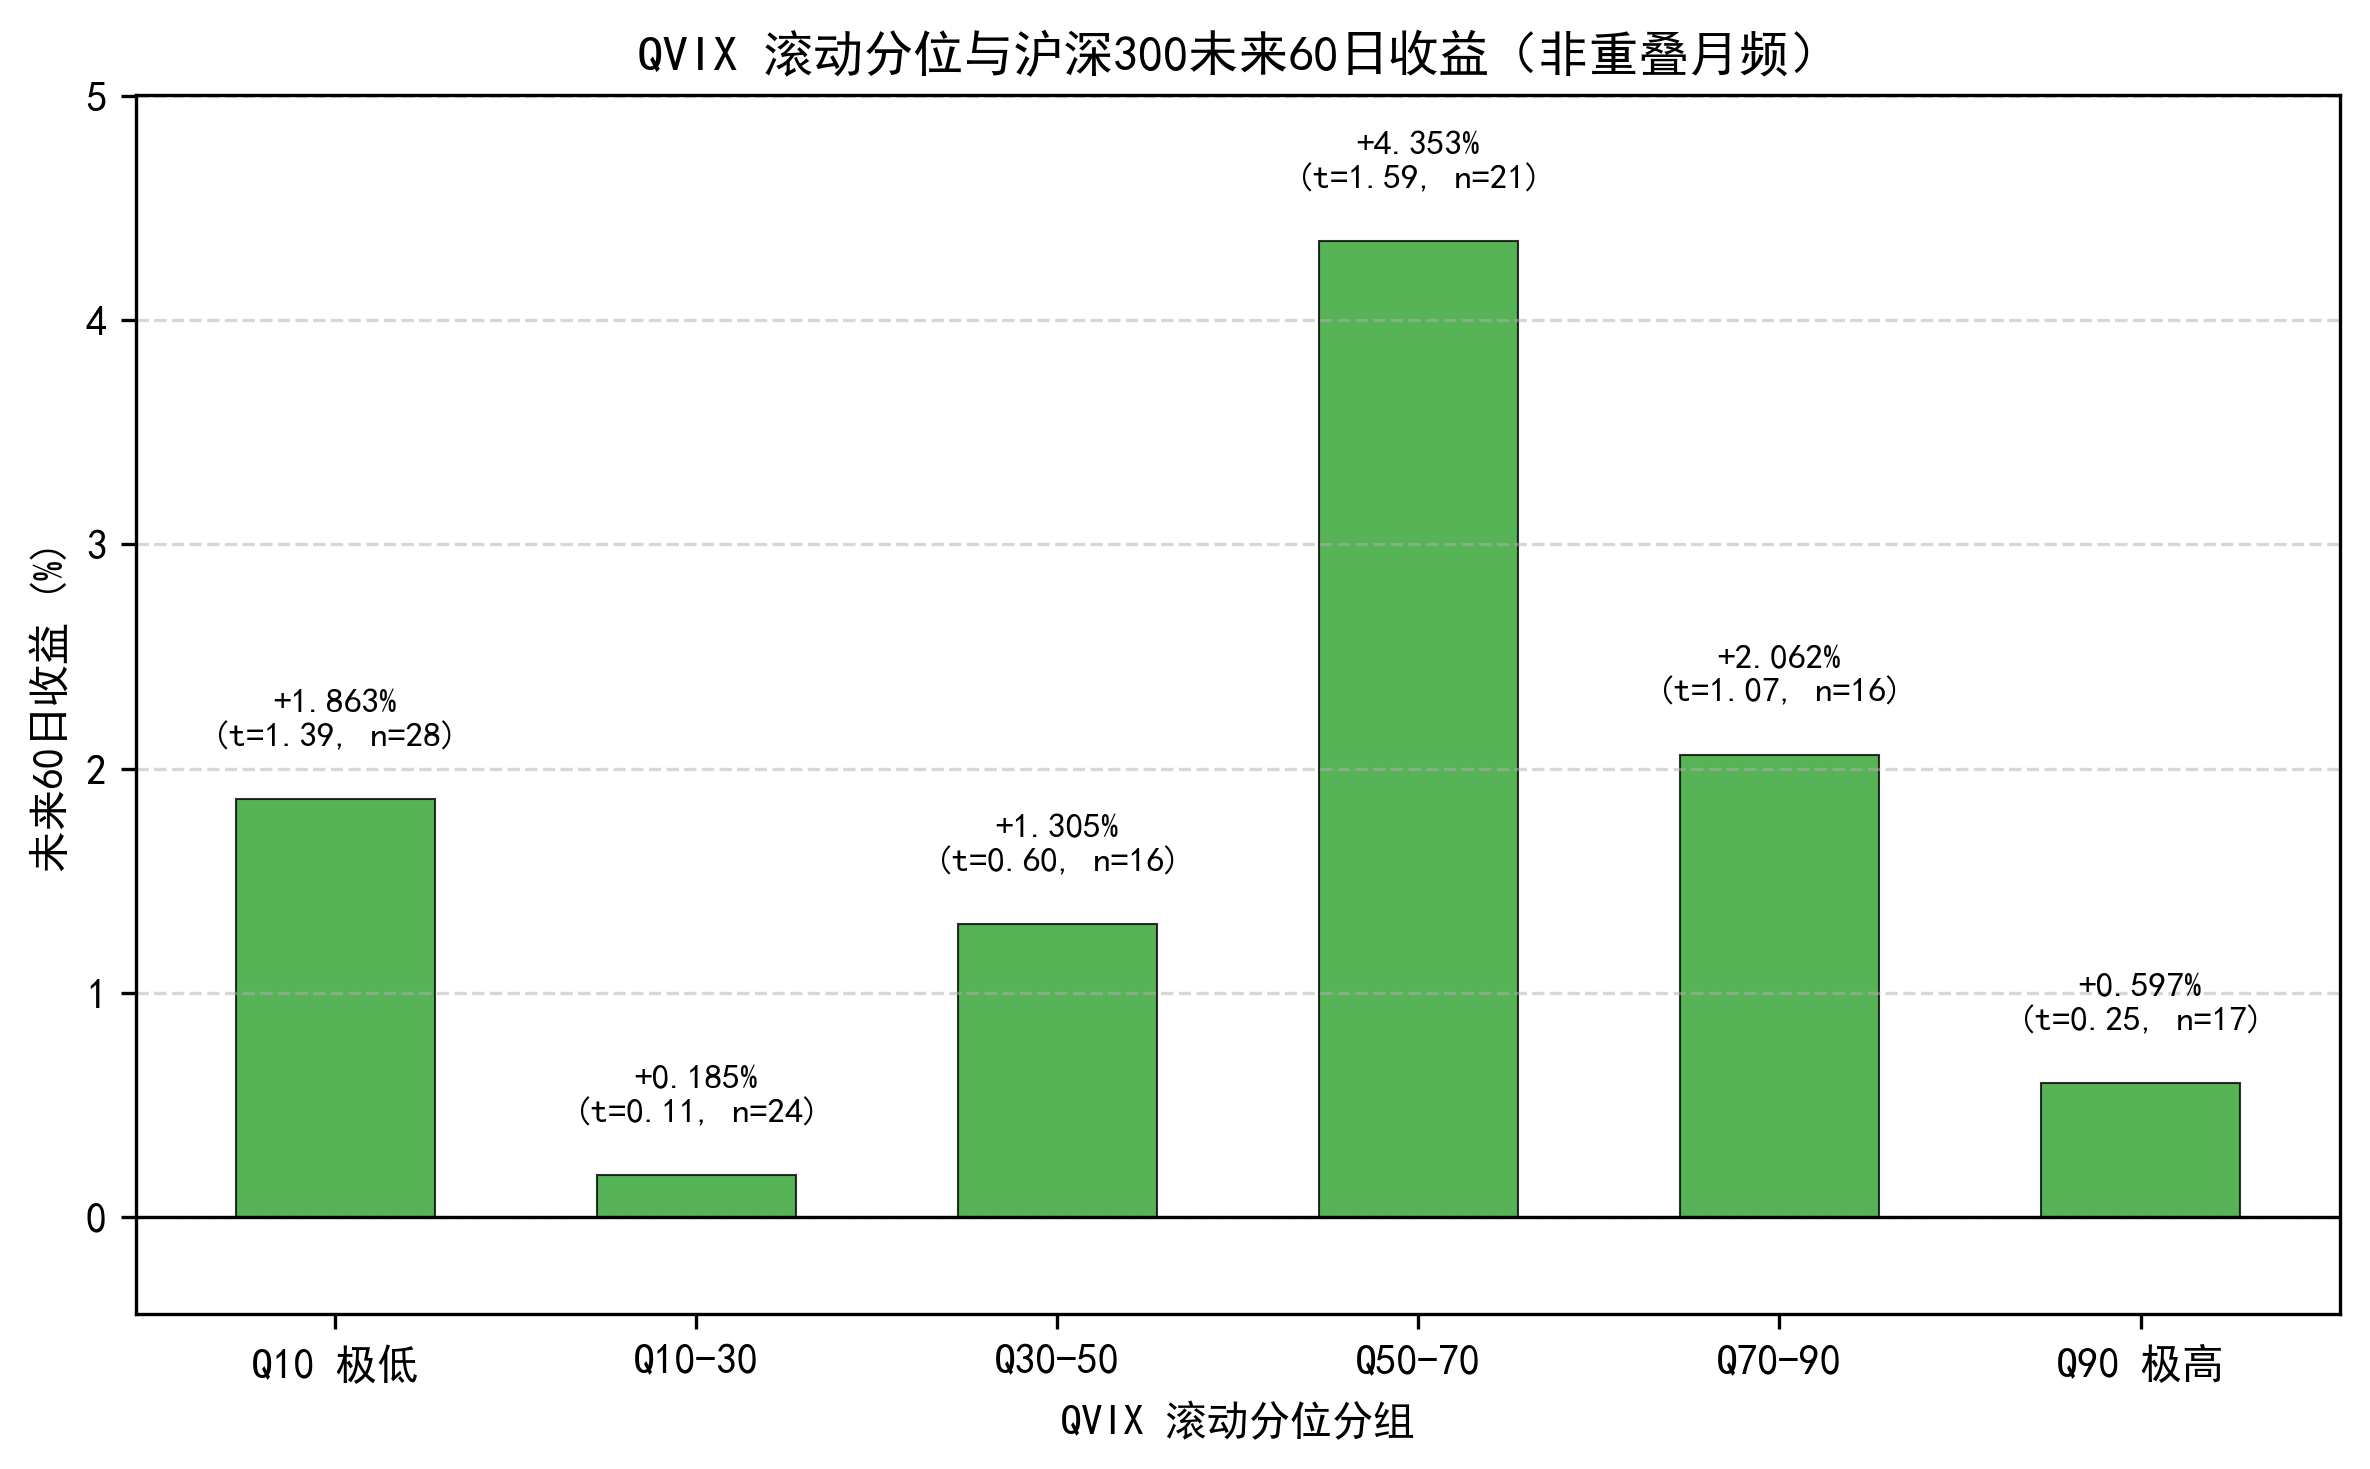 QVIX 滚动分位与沪深300未来60日收益（非重叠月频）
未来60日收益 (%)
5
4
3
2
1
0
+1.863%
(t=1.39, n=28)
+0.185%
(t=0.11, n=24)
+1.305%
(t=0.60, n=16)
+4.353%
(t=1.59, n=21)
+2.062%
(t=1.07, n=16)
+0.597%
(t=0.25, n=17)
Q10 极低
Q10-30
Q30-50
Q50-70
Q70-90
Q90 极高
QVIX 滚动分位分组